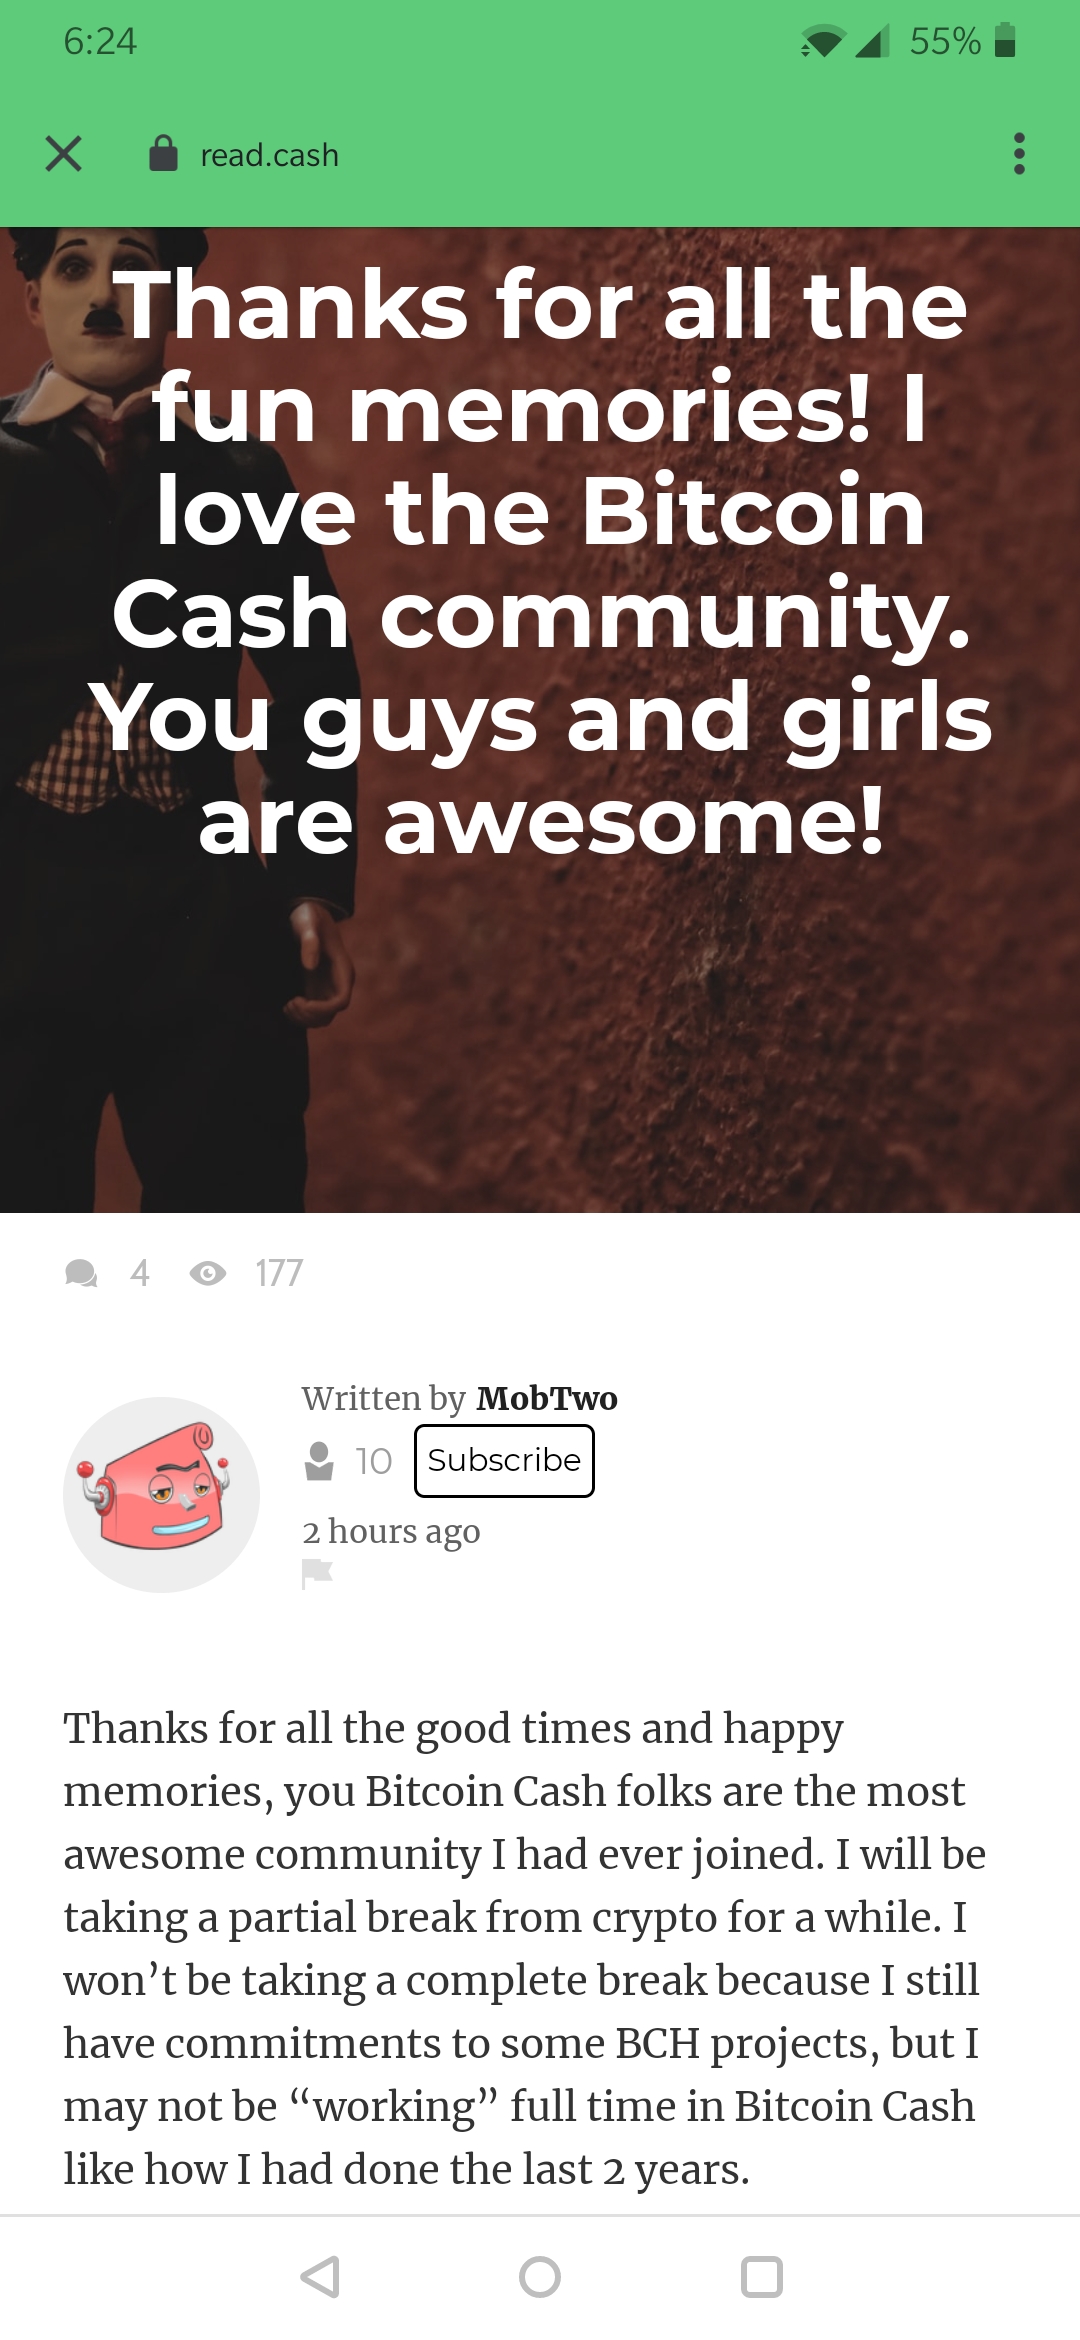 6:24
55%
read.cash
Thanks for all the
fun memories! I
love the Bitcoin
Cash community.
You guys and girls
are awesome!
4 177
Written by MobTwo
10 Subscribe
2 hours ago
Thanks for all the good times and happy
memories, you Bitcoin Cash folks are the most
awesome community I had ever joined. I will be
taking a partial break from crypto for a while. I
won’t be taking a complete break because I still
have commitments to some BCH projects, but I
may not be “working” full time in Bitcoin Cash
like how I had done the last 2 years.